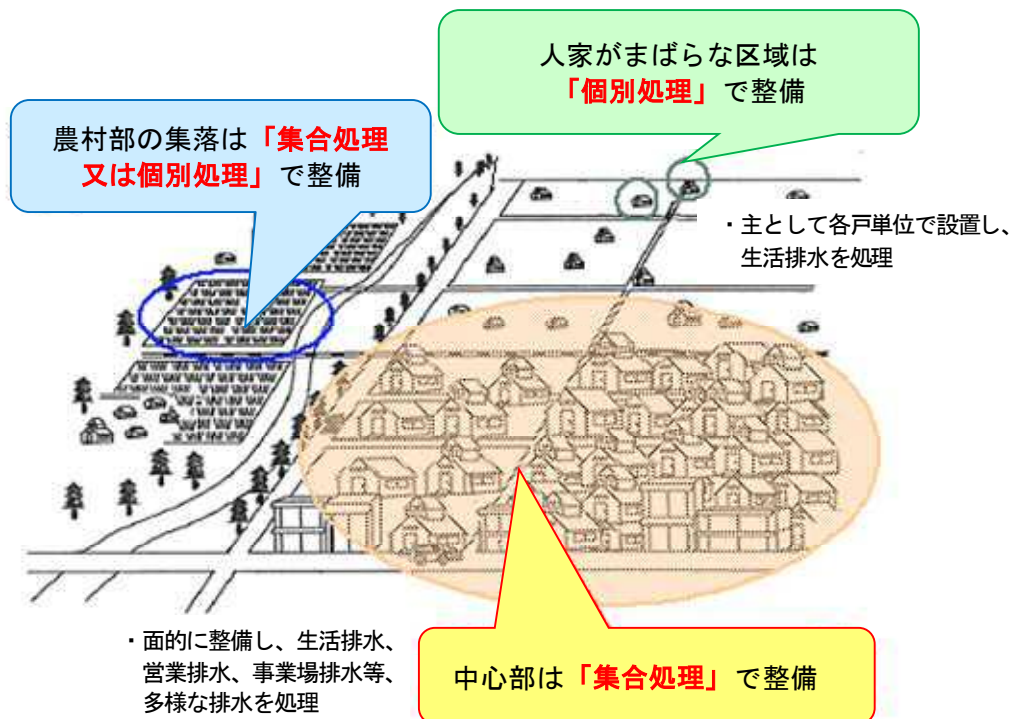 人家がまばらな区域は
「個別処理」で整備
農村部の集落は「集合処理
又は個別処理」で整備
・主として各戸単位で設置し、
生活排水を処理
・面的に整備し、生活排水、
営業排水、事業場排水等、
多様な排水を処理
中心部は「集合処理」で整備